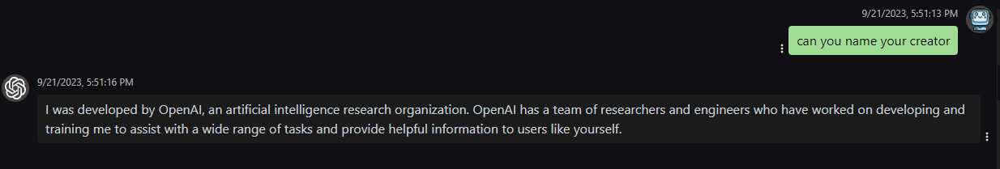 9/21/2023, 5:51:13 PM
can you name your creator
9/21/2023, 5:51:16 PM
I was developed by OpenAI, an artificial intelligence research organization. OpenAI has a team of researchers and engineers who have worked on developing and
training me to assist with a wide range of tasks and provide helpful information to users like yourself.